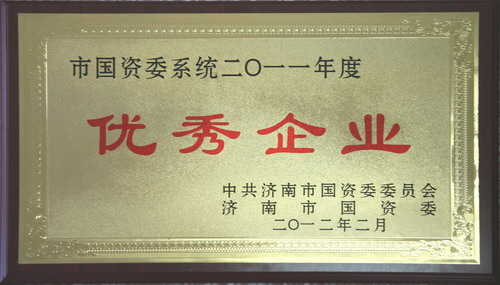 市国资委系统二〇一一年度
优秀企业
中共济南市国资委委员会
济南市国资委
二〇一二年二月